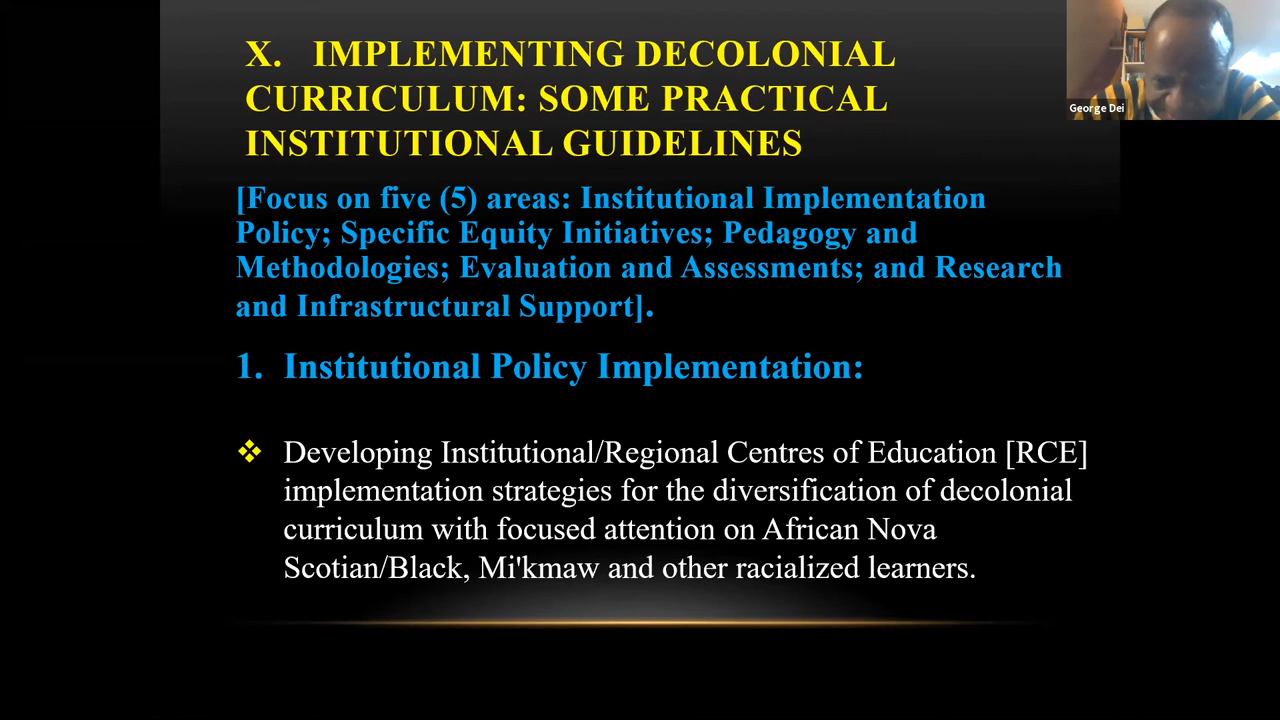 X. IMPLEMENTING DECOLONIAL
CURRICULUM: SOME PRACTICAL
INSTITUTIONAL GUIDELINES
George Dei
[Focus on five (5) areas: Institutional Implementation
Policy; Specific Equity Initiatives; Pedagogy and
Methodologies; Evaluation and Assessments; and Research
and Infrastructural Support].
1. Institutional Policy Implementation:
❖ Developing Institutional/Regional Centres of Education [RCE]
implementation strategies for the diversification of decolonial
curriculum with focused attention on African Nova
Scotian/Black, Mi'kmaw and other racialized learners.